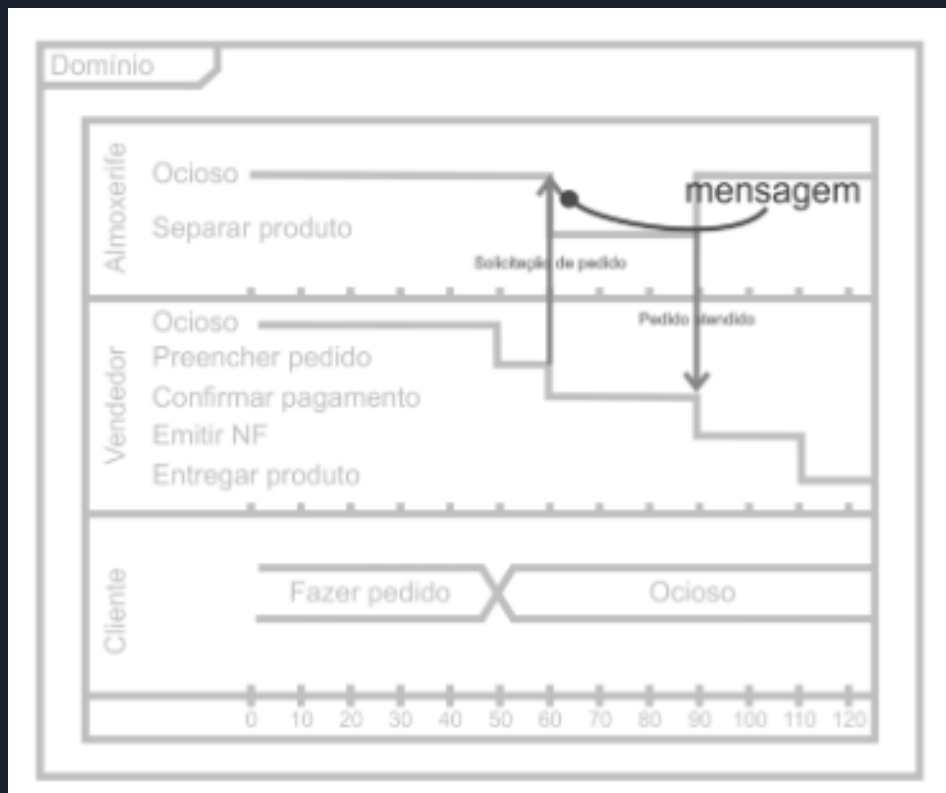 Domínio
Almoxerife
Ocioso
mensagem
Separar produto
Solicitação de pedido
Vendedor
Ocioso
Pedido atendido
Preencher pedido
Confirmar pagamento
Emitir NF
Entregar produto
Cliente
Fazer pedido
Ocioso
0 10 20 30 40 50 60 70 80 90 100 110 120